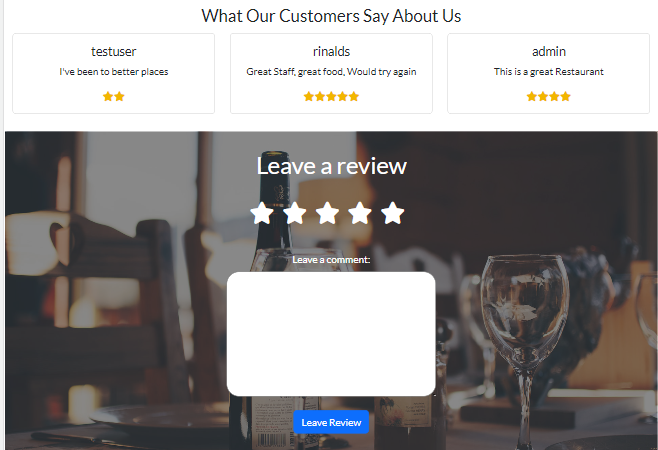 What Our Customers Say About Us
testuser
I've been to better places
rinalds
Great Staff, great food, Would try again
admin
This is a great Restaurant
Leave a review
Leave a comment:
Leave Review